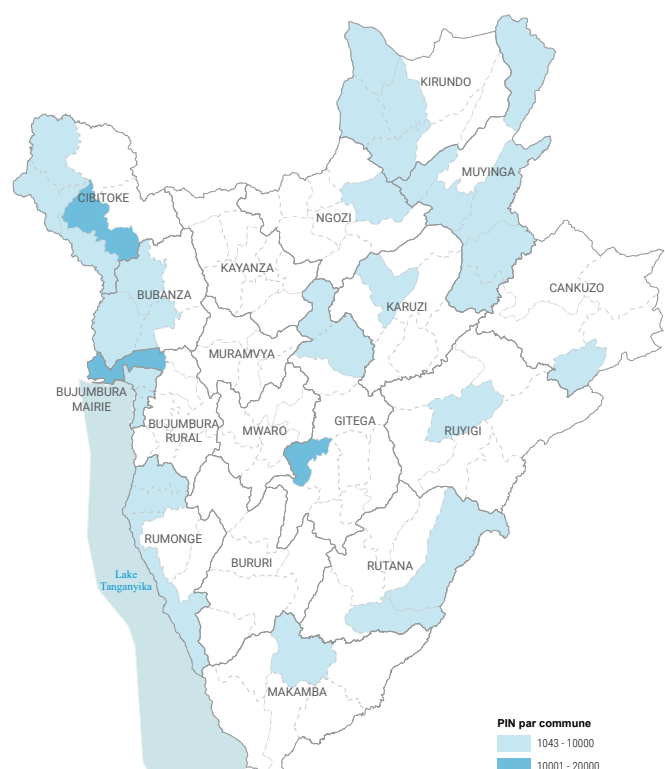 KIRUNDO
MUYINGA
CIBITOKE
NGOZI
KAYANZA
CANKUZO
BUBANZA
KARUZI
MURAMVYA
BUJUMBURA
MAIRIE
BUJUMBURA
RURAL
MWARO
GITEGA
RUYIGI
RUMONGE
BURURI
RUTANA
Lake
Tanganyika
MAKAMBA
PIN par commune
1043 - 10000
10001 - 20000